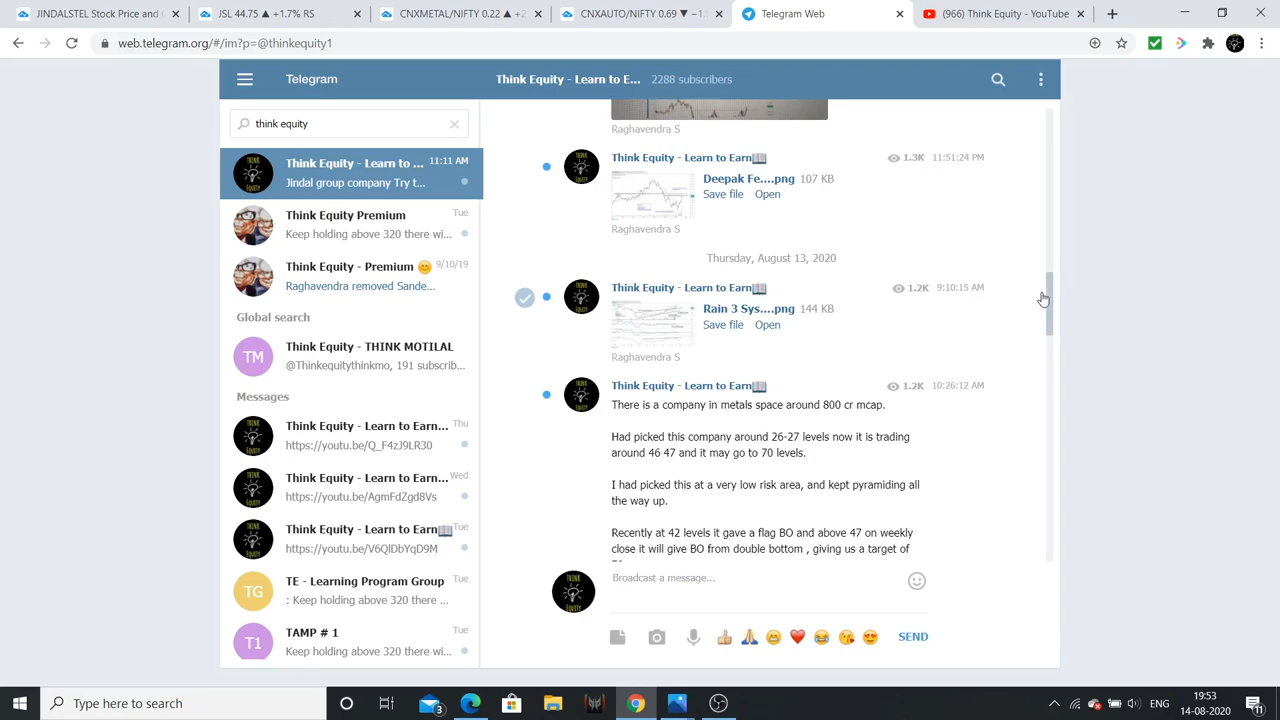 JINDALSTEL Stock Price and C
JSL 44.75 ▲+1.7% ₹S
CNXMETAL/NIFTY 0.22 ▲ +2
CNXAUTO/NIFTY 0.69 ▼ −1.
Telegram Web
(966) Think Equity - YouTube
web.telegram.org/#/im?p=@thinkequity1
Telegram
Think Equity - Learn to E... 2288 subscribers
think equity
Think Equity - Learn to ... 11:11 AM
Jindal group company Try t...
Think Equity Premium Tue
Keep holding above 320 there wi...
Think Equity - Premium 😊 9/10/19
Raghavendra removed Sande...
Global search
TM
Think Equity - THINK MOTILAL
@Thinkequitythinkmo, 191 subscrib...
Messages
Think Equity - Learn to Earn... Thu
https://youtu.be/Q_F4zJ9LR30
Think Equity - Learn to Earn... Wed
https://youtu.be/AgmFdZgd8Vs
Think Equity - Learn to Earn📖 Tue
https://youtu.be/V6QlDbYqD9M
TG
TE - Learning Program Group Tue
: Keep holding above 320 there ...
T1
TAMP # 1 Tue
Keep holding above 320 there wi...
Raghavendra S
Think Equity - Learn to Earn📖 1.3K 11:51:24 PM
Deepak Fe....png 107 KB
Save file Open
Raghavendra S
Thursday, August 13, 2020
Think Equity - Learn to Earn📖 1.2K 9:10:15 AM
Rain 3 Sys....png 144 KB
Save file Open
Raghavendra S
Think Equity - Learn to Earn📖 1.2K 10:26:12 AM
There is a company in metals space around 800 cr mcap.
Had picked this company around 26-27 levels now it is trading
around 46 47 and it may go to 70 levels.
I had picked this at a very low risk area, and kept pyramiding all
the way up.
Recently at 42 levels it gave a flag BO and above 47 on weekly
close it will give BO from double bottom , giving us a target of
Broadcast a message...
SEND
Type here to search
3
ENG
19:53
14-08-2020
11